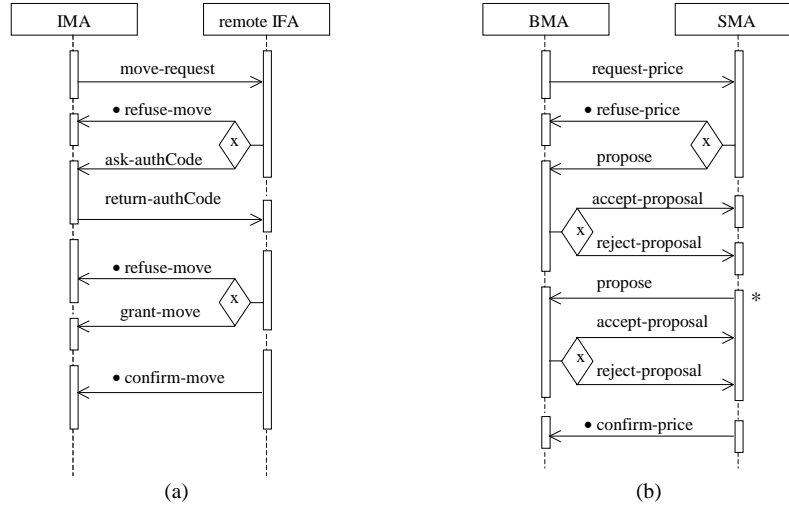 IMA
remote IFA
move-request
• refuse-move
x
ask-authCode
return-authCode
• refuse-move
x
grant-move
• confirm-move
(a)
BMA
SMA
request-price
• refuse-price
x
propose
accept-proposal
x
reject-proposal
propose
*
accept-proposal
x
reject-proposal
• confirm-price
(b)